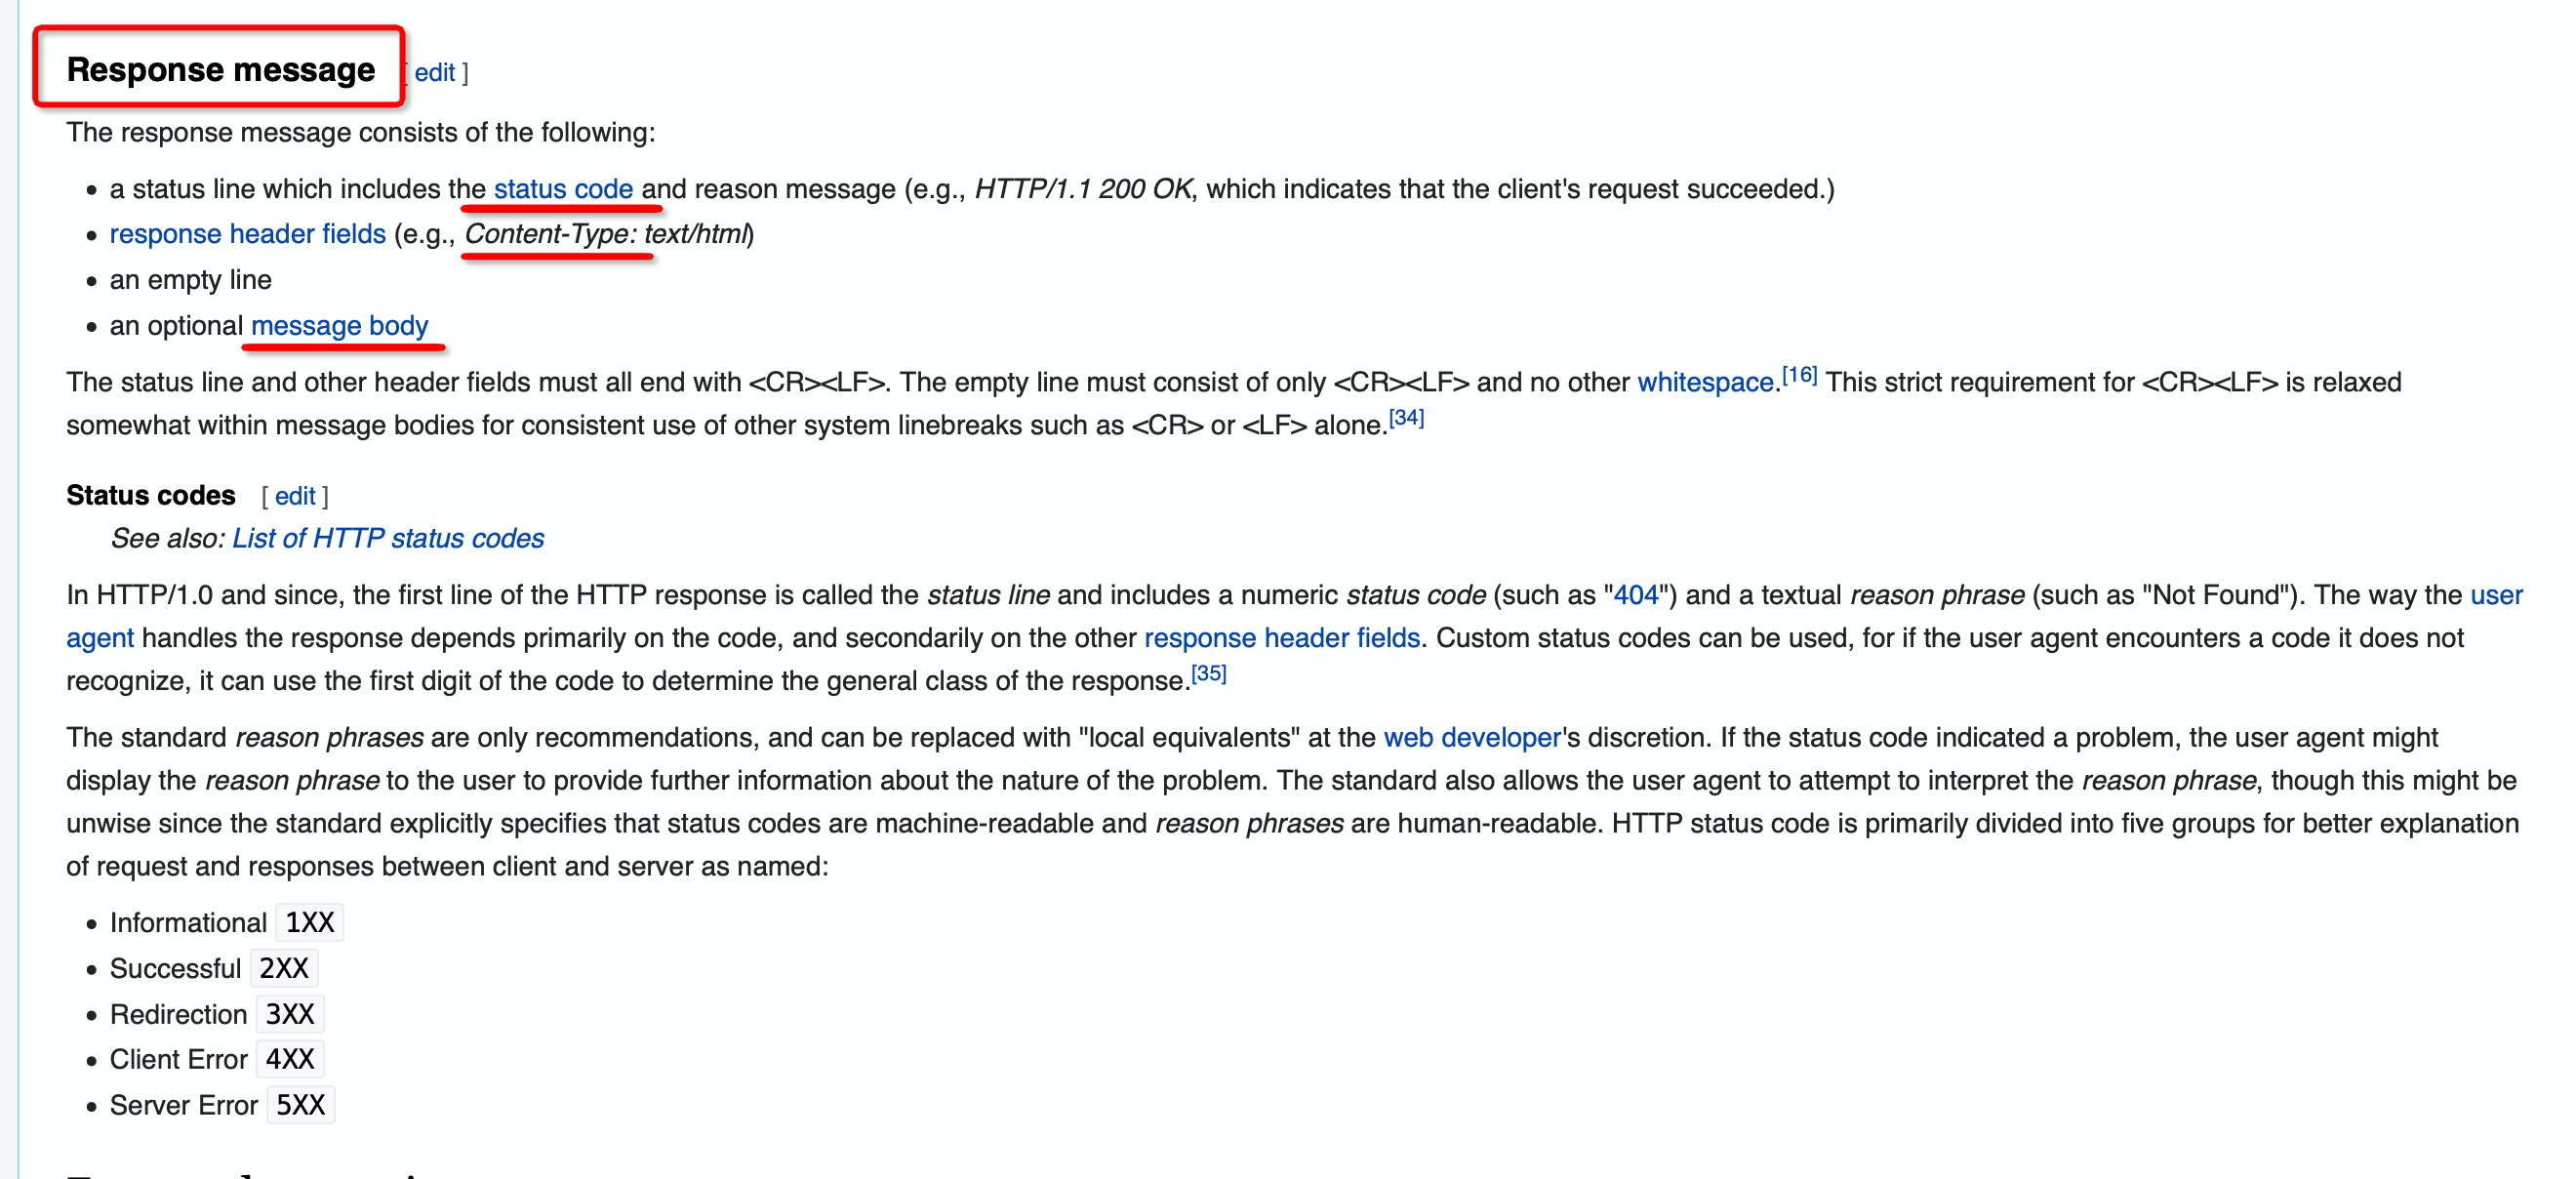 Response message [ edit ]
The response message consists of the following:
• a status line which includes the status code and reason message (e.g., HTTP/1.1 200 OK, which indicates that the client's request succeeded.)
• response header fields (e.g., Content-Type: text/html)
• an empty line
• an optional message body
The status line and other header fields must all end with <CR><LF>. The empty line must consist of only <CR><LF> and no other whitespace.[16] This strict requirement for <CR><LF> is relaxed
somewhat within message bodies for consistent use of other system linebreaks such as <CR> or <LF> alone.[34]
Status codes [ edit ]
See also: List of HTTP status codes
In HTTP/1.0 and since, the first line of the HTTP response is called the status line and includes a numeric status code (such as "404") and a textual reason phrase (such as "Not Found"). The way the user
agent handles the response depends primarily on the code, and secondarily on the other response header fields. Custom status codes can be used, for if the user agent encounters a code it does not
recognize, it can use the first digit of the code to determine the general class of the response.[35]
The standard reason phrases are only recommendations, and can be replaced with "local equivalents" at the web developer's discretion. If the status code indicated a problem, the user agent might
display the reason phrase to the user to provide further information about the nature of the problem. The standard also allows the user agent to attempt to interpret the reason phrase, though this might be
unwise since the standard explicitly specifies that status codes are machine-readable and reason phrases are human-readable. HTTP status code is primarily divided into five groups for better explanation
of request and responses between client and server as named:
• Informational 1XX
• Successful 2XX
• Redirection 3XX
• Client Error 4XX
• Server Error 5XX